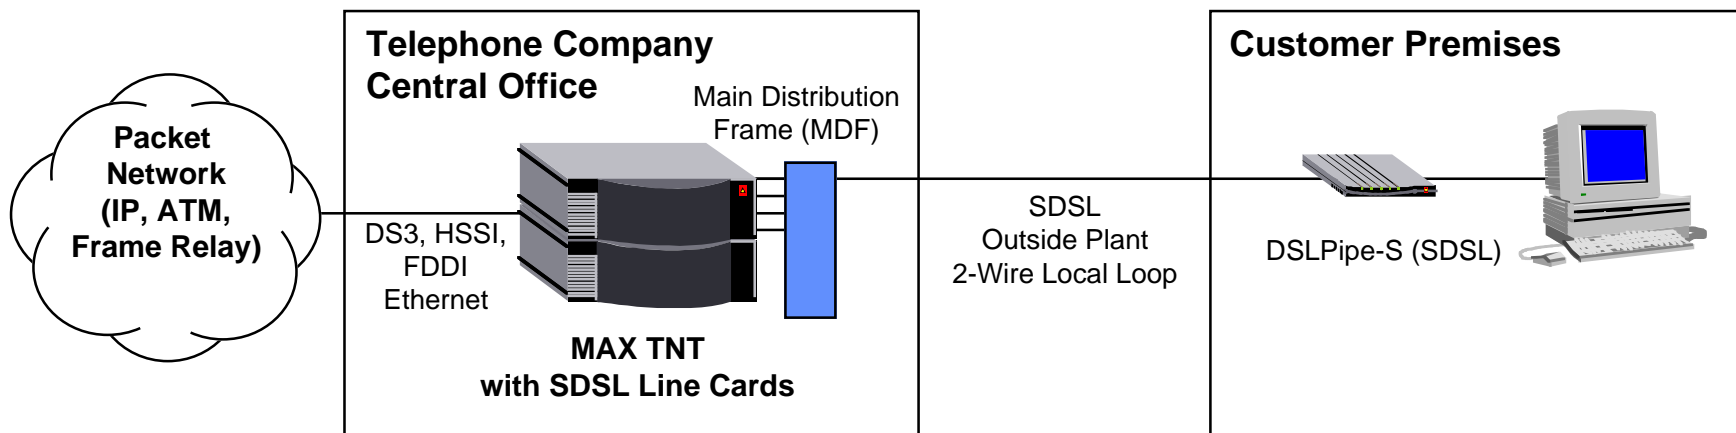 Telephone Company
Central Office
Customer Premises
Main Distribution
Frame (MDF)
Packet
Network
(IP, ATM,
Frame Relay)
DS3, HSSI,
FDDI
Ethernet
MAX TNT
with SDSL Line Cards
SDSL
Outside Plant
2-Wire Local Loop
DSLPipe-S (SDSL)